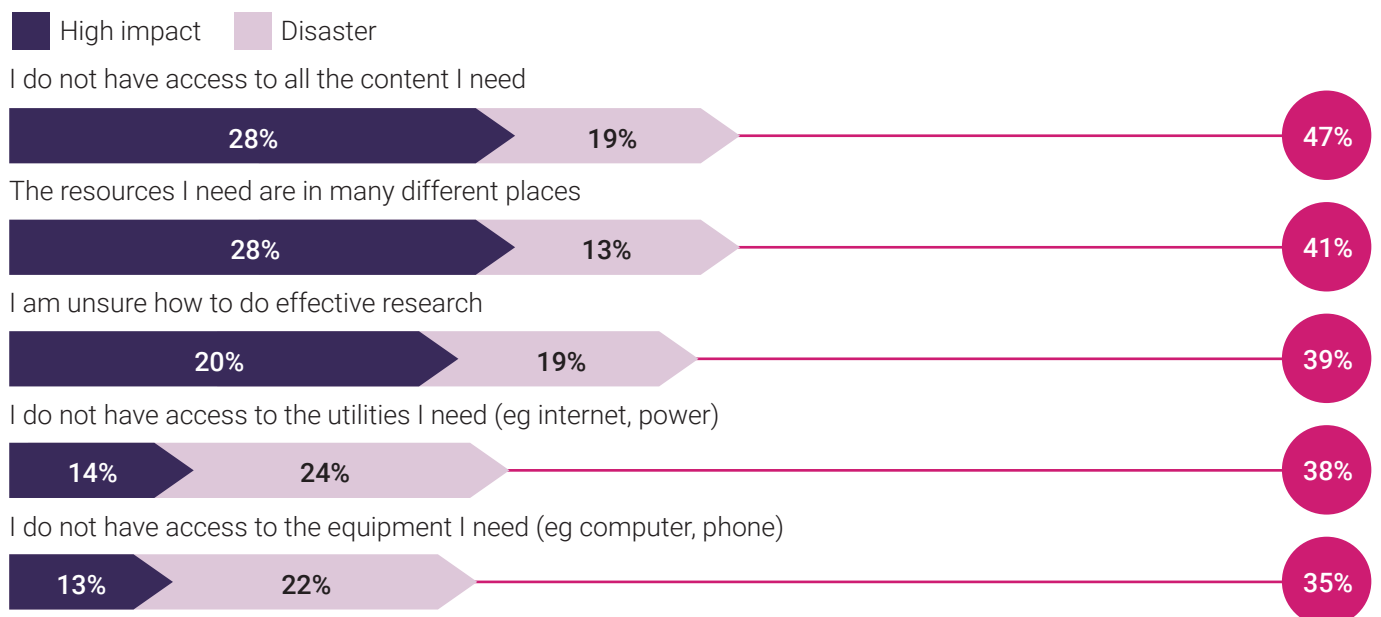 High impact Disaster
I do not have access to all the content I need
28% 19% 47%
The resources I need are in many different places
28% 13% 41%
I am unsure how to do effective research
20% 19% 39%
I do not have access to the utilities I need (eg internet, power)
14% 24% 38%
I do not have access to the equipment I need (eg computer, phone)
13% 22% 35%